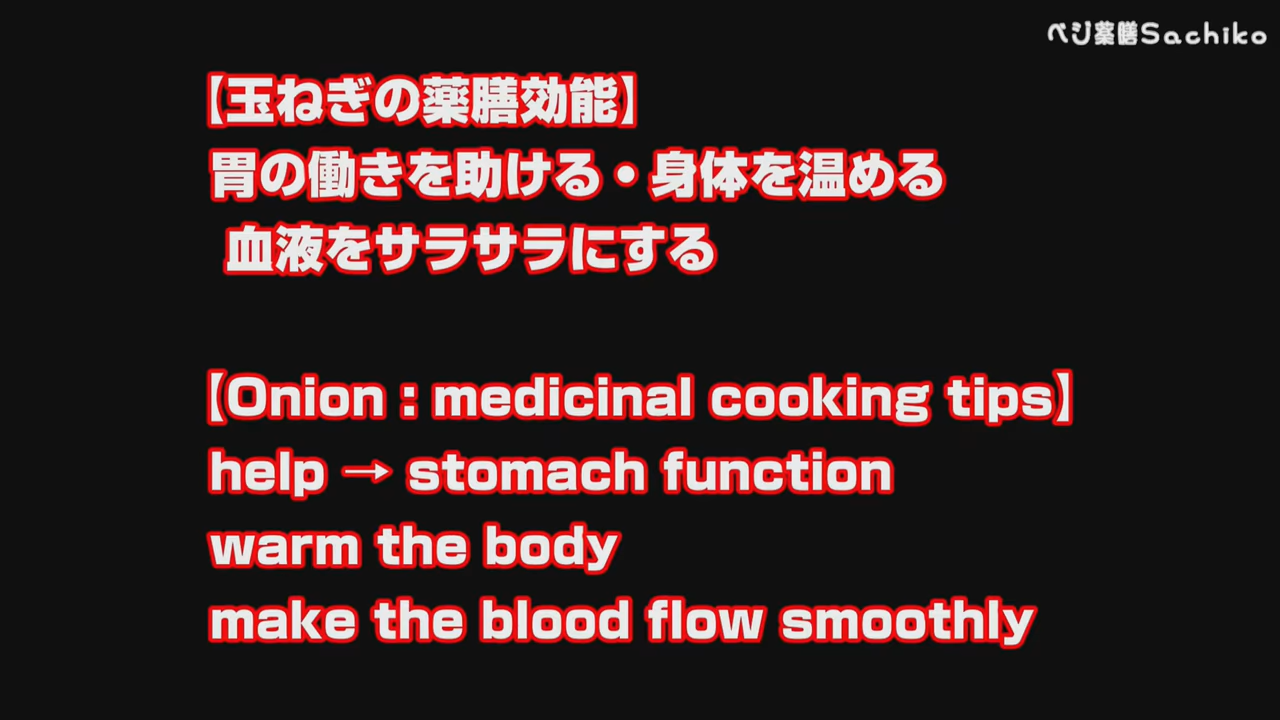 ベジ薬膳Sachiko
【玉ねぎの薬膳効能】
胃の働きを助ける・身体を温める
血液をサラサラにする
【Onion : medicinal cooking tips】
help → stomach function
warm the body
make the blood flow smoothly